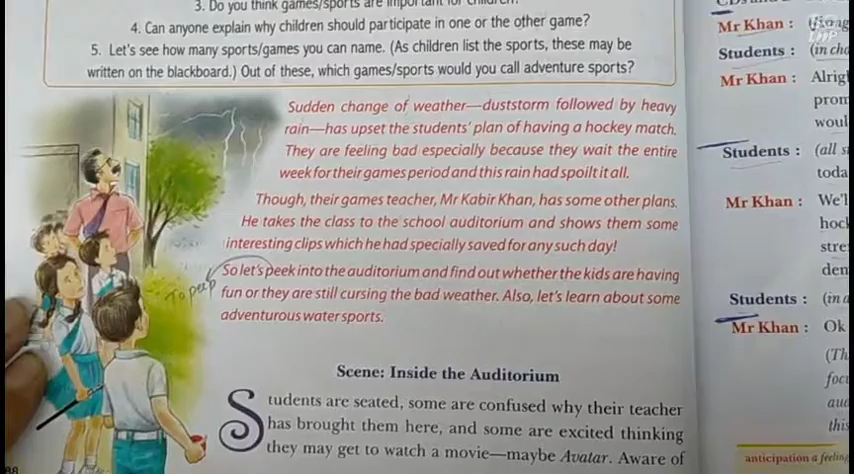 3. Do you think games/sports are important for children?
4. Can anyone explain why children should participate in one or the other game?
5. Let's see how many sports/games you can name. (As children list the sports, these may be
written on the blackboard.) Out of these, which games/sports would you call adventure sports?
Sudden change of weather—duststorm followed by heavy
rain—has upset the students' plan of having a hockey match.
They are feeling bad especially because they wait the entire
week for their games period and this rain had spoilt it all.
Though, their games teacher, Mr Kabir Khan, has some other plans.
He takes the class to the school auditorium and shows them some
interesting clips which he had specially saved for any such day!
So let's peek into the auditorium and find out whether the kids are having
To peep
fun or they are still cursing the bad weather. Also, let's learn about some
adventurous water sports.
Scene: Inside the Auditorium
Students are seated, some are confused why their teacher
has brought them here, and some are excited thinking
they may get to watch a movie—maybe Avatar. Aware of
88
Mr Khan :
Students : (in
Mr Khan :
Students : (all
toda
Mr Khan : We'l
hoc
stre
den
Students : (in
Mr Khan : Ok
(Th
foc
aud
this
anticipation a feeling